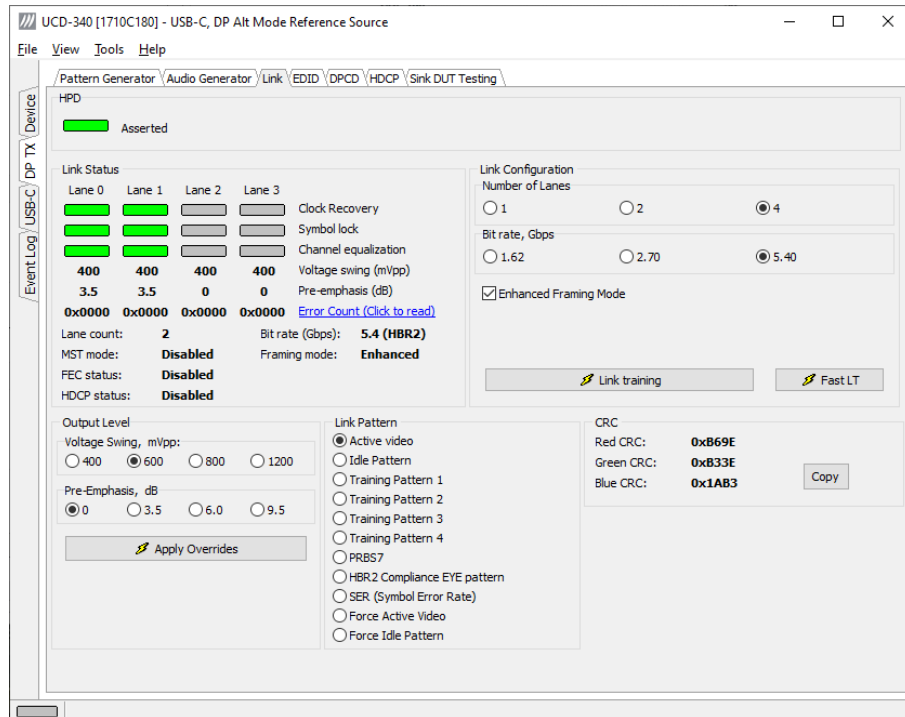 UCD-340 [1710C180] - USB-C, DP Alt Mode Reference Source
File View Tools Help
Pattern Generator Audio Generator Link EDID DPCD HDCP Sink DUT Testing
Device
DP TX
USB-C
Event Log
HPD
Asserted
Link Status
Lane 0 Lane 1 Lane 2 Lane 3
Clock Recovery
Symbol lock
Channel equalization
400 400 400 400 Voltage swing (mVpp)
3.5 3.5 0 0 Pre-emphasis (dB)
0x0000 0x0000 0x0000 0x0000 Error Count (Click to read)
Lane count: 2 Bit rate (Gbps): 5.4 (HBR2)
MST mode: Disabled Framing mode: Enhanced
FEC status: Disabled
HDCP status: Disabled
Link Configuration
Number of Lanes
1 2 4
Bit rate, Gbps
1.62 2.70 5.40
Enhanced Framing Mode
Link training Fast LT
Output Level
Voltage Swing, mVpp:
400 600 800 1200
Pre-Emphasis, dB
0 3.5 6.0 9.5
Apply Overrides
Link Pattern
Active video
Idle Pattern
Training Pattern 1
Training Pattern 2
Training Pattern 3
Training Pattern 4
PRBS7
HBR2 Compliance EYE pattern
SER (Symbol Error Rate)
Force Active Video
Force Idle Pattern
CRC
Red CRC: 0xB69E
Green CRC: 0xB33E
Blue CRC: 0x1AB3
Copy